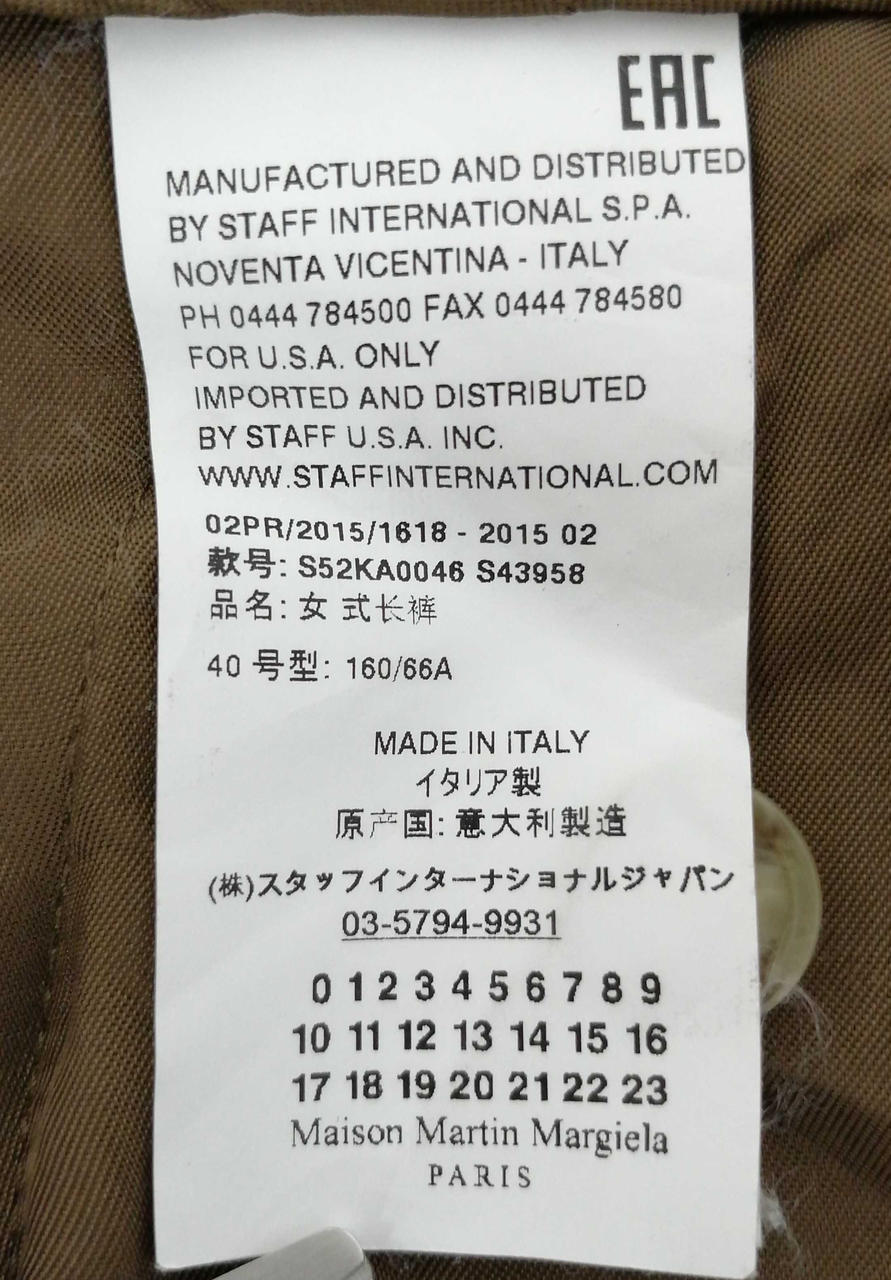 EAC
MANUFACTURED AND DISTRIBUTED
BY STAFF INTERNATIONAL S.P.A.
NOVENTA VICENTINA - ITALY
PH 0444 784500 FAX 0444 784580
FOR U.S.A. ONLY
IMPORTED AND DISTRIBUTED
BY STAFF U.S.A. INC.
WWW.STAFFINTERNATIONAL.COM
02PR/2015/1618 - 2015 02
款号: S52KA0046 S43958
品名: 女 式长裤
40 号型: 160/66A
MADE IN ITALY
イタリア製
原产国: 意大利製造
(株)スタッフインターナショナルジャパン
03-5794-9931
0 1 2 3 4 5 6 7 8 9
10 11 12 13 14 15 16
17 18 19 20 21 22 23
Maison Martin Margiela
PARIS